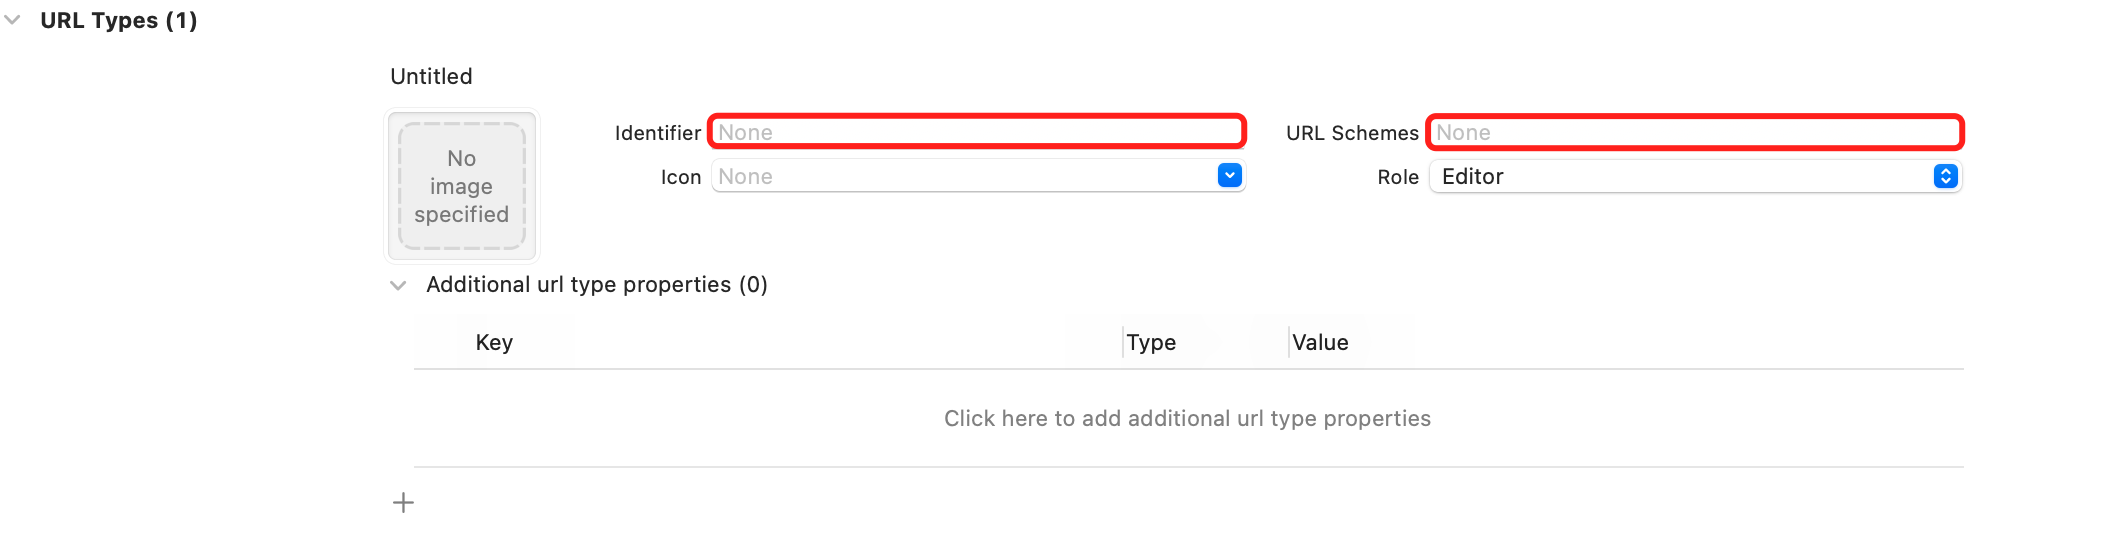 URL Types (1)
Untitled
No
image
specified
Identifier None
URL Schemes None
Icon None
Role Editor
Additional url type properties (0)
Key Type Value
Click here to add additional url type properties